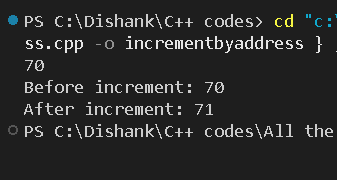 PS C:\Dishank\C++ codes> cd "c:\
ss.cpp -o incrementbyaddress } ;
70
Before increment: 70
After increment: 71
PS C:\Dishank\C++ codes\All the